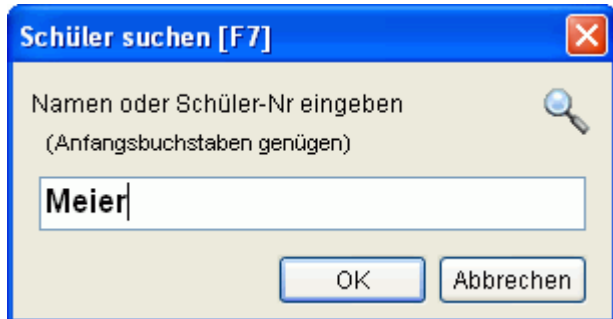 Schüler suchen [F7]
Namen oder Schüler-Nr eingeben
(Anfangsbuchstaben genügen)
Meier
OK Abbrechen